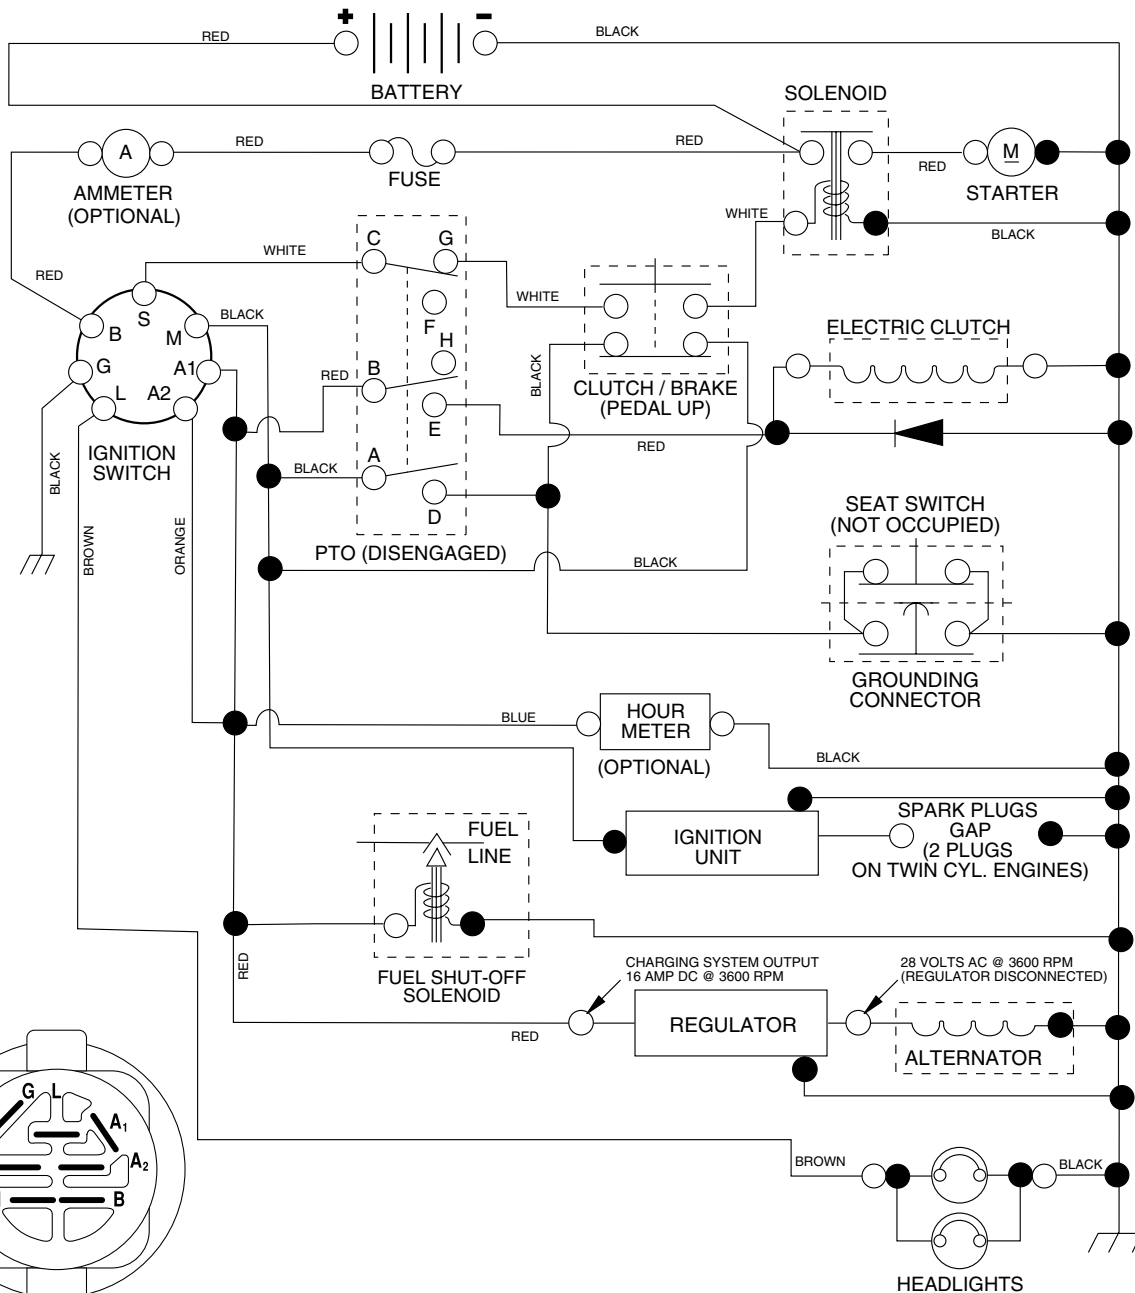 +
-
RED
BLACK
BATTERY
SOLENOID
A
RED
FUSE
RED
RED
M
AMMETER
(OPTIONAL)
STARTER
WHITE
BLACK
C
G
WHITE
RED
WHITE
F
S
BLACK
B
M
H
ELECTRIC CLUTCH
G
A1
B
RED
BLACK
CLUTCH / BRAKE
(PEDAL UP)
L
A2
E
IGNITION
SWITCH
RED
A
BLACK
BLACK
D
SEAT SWITCH
(NOT OCCUPIED)
BROWN
ORANGE
PTO (DISENGAGED)
BLACK
GROUNDING
CONNECTOR
BLUE
HOUR
METER
(OPTIONAL)
BLACK
FUEL
LINE
IGNITION
UNIT
SPARK PLUGS
GAP
(2 PLUGS
ON TWIN CYL. ENGINES)
RED
FUEL SHUT-OFF
SOLENOID
CHARGING SYSTEM OUTPUT
16 AMP DC @ 3600 RPM
28 VOLTS AC @ 3600 RPM
(REGULATOR DISCONNECTED)
RED
REGULATOR
ALTERNATOR
G L
A1
A2
B
BROWN
BLACK
HEADLIGHTS